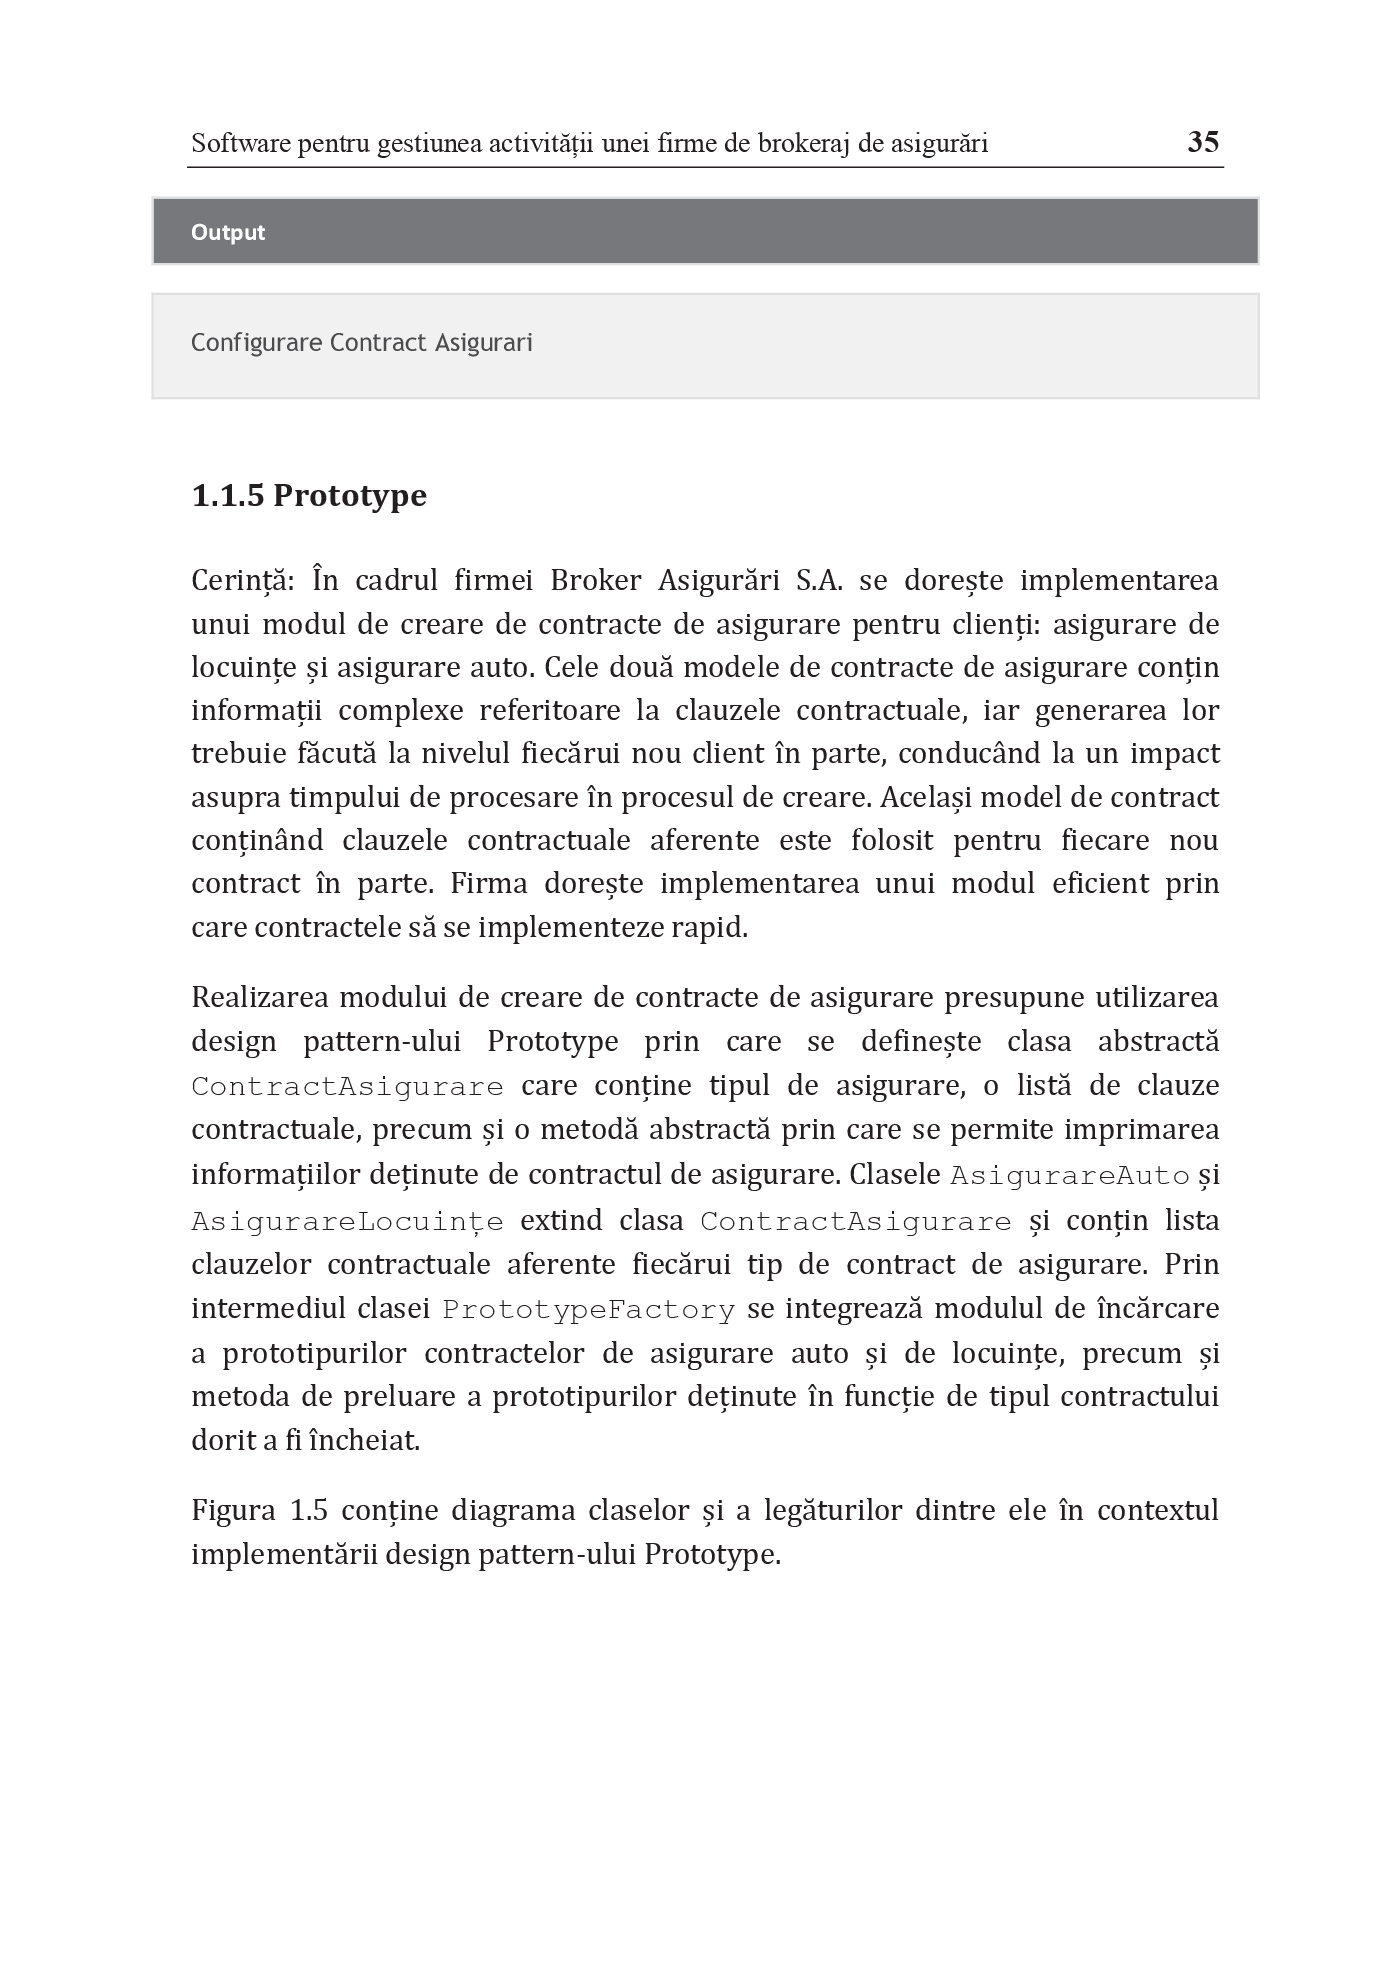 Software pentru gestiunea activității unei firme de brokeraj de asigurări 35
Output
Configurare Contract Asigurari
1.1.5 Prototype
Cerință: În cadrul firmei Broker Asigurări S.A. se dorește implementarea
unui modul de creare de contracte de asigurare pentru clienți: asigurare de
locuințe și asigurare auto. Cele două modele de contracte de asigurare conțin
informații complexe referitoare la clauzele contractuale, iar generarea lor
trebuie făcută la nivelul fiecărui nou client în parte, conducând la un impact
asupra timpului de procesare în procesul de creare. Același model de contract
conținând clauzele contractuale aferente este folosit pentru fiecare nou
contract în parte. Firma dorește implementarea unui modul eficient prin
care contractele să se implementeze rapid.
Realizarea modului de creare de contracte de asigurare presupune utilizarea
design pattern-ului Prototype prin care se definește clasa abstractă
ContractAsigurare care conține tipul de asigurare, o listă de clauze
contractuale, precum și o metodă abstractă prin care se permite imprimarea
informațiilor deținute de contractul de asigurare. Clasele AsigurareAuto și
AsigurareLocuințe extind clasa ContractAsigurare și conțin lista
clauzelor contractuale aferente fiecărui tip de contract de asigurare. Prin
intermediul clasei PrototypeFactory se integrează modulul de încărcare
a prototipurilor contractelor de asigurare auto și de locuințe, precum și
metoda de preluare a prototipurilor deținute în funcție de tipul contractului
dorit a fi încheiat.
Figura 1.5 conține diagrama claselor și a legăturilor dintre ele în contextul
implementării design pattern-ului Prototype.